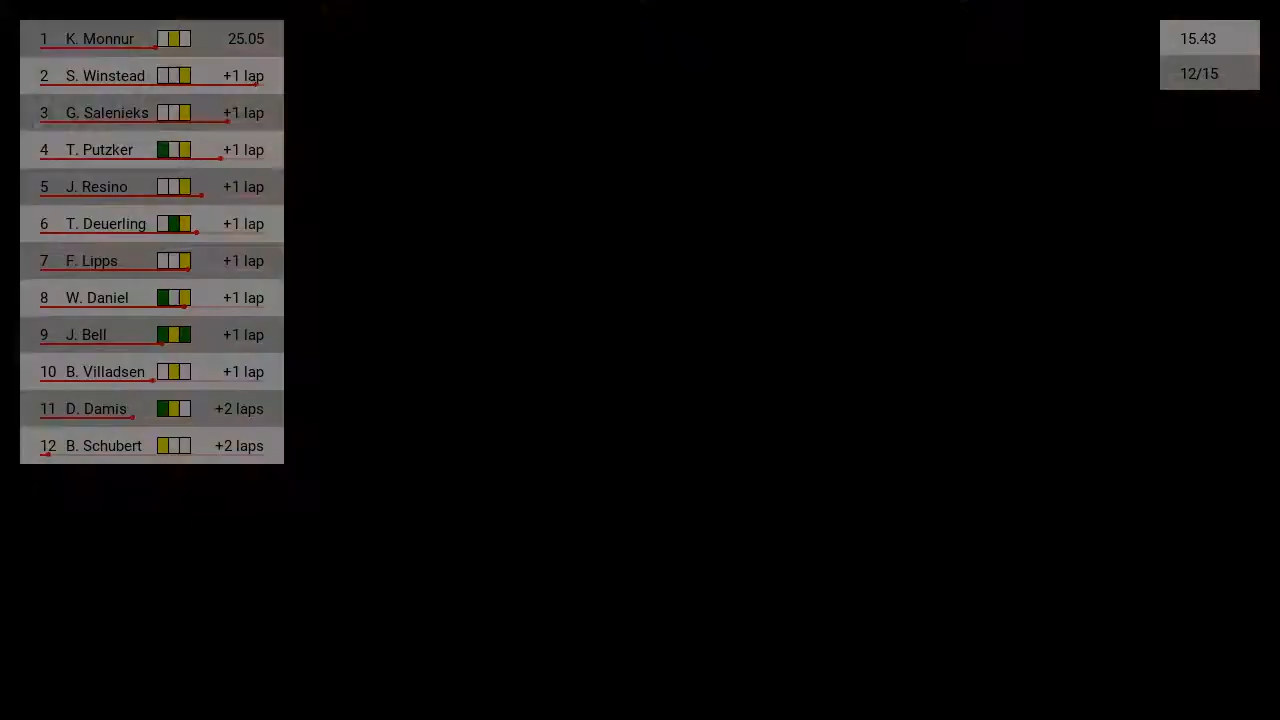 1 K. Monnur 25.05
2 S. Winstead +1 lap
3 G. Salenieks +1 lap
4 T. Putzker +1 lap
5 J. Resino +1 lap
6 T. Deuerling +1 lap
7 F. Lipps +1 lap
8 W. Daniel +1 lap
9 J. Bell +1 lap
10 B. Villadsen +1 lap
11 D. Damis +2 laps
12 B. Schubert +2 laps
15.43
12/15